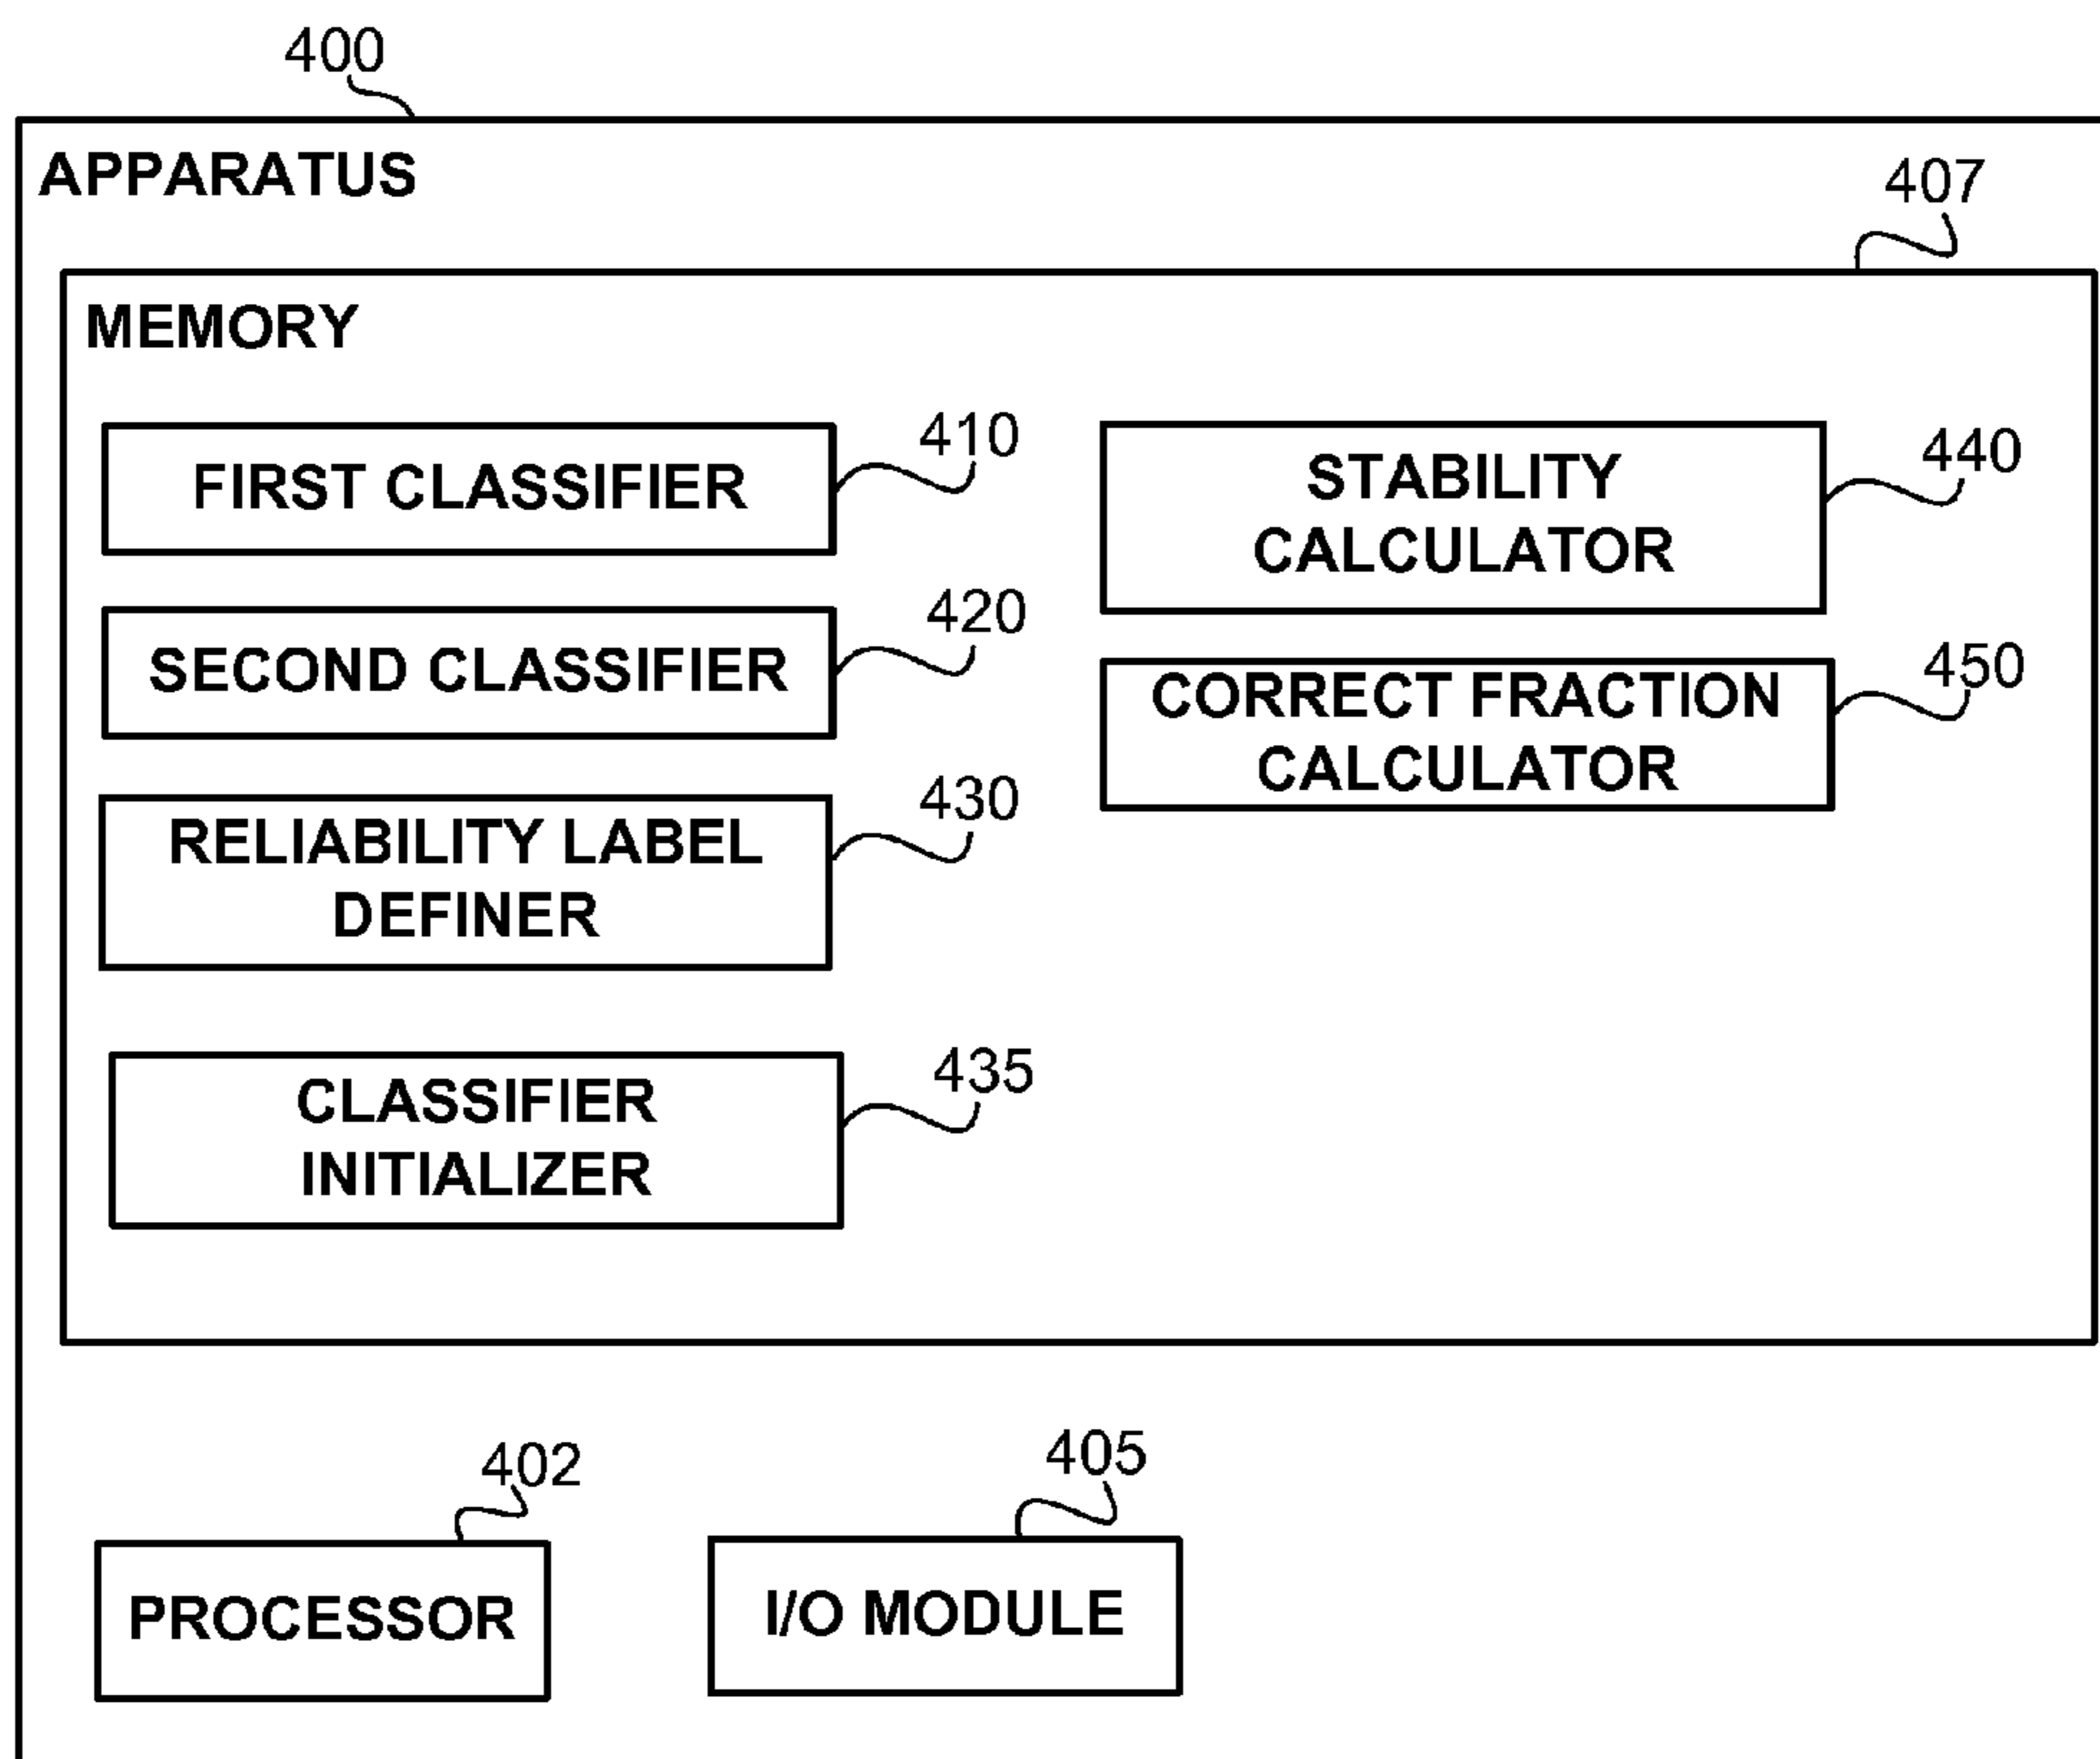 400
APPARATUS
407
MEMORY
FIRST CLASSIFIER
410
SECOND CLASSIFIER
420
RELIABILITY LABEL
DEFINER
430
CLASSIFIER
INITIALIZER
435
STABILITY
CALCULATOR
440
CORRECT FRACTION
CALCULATOR
450
402
PROCESSOR
405
I/O MODULE